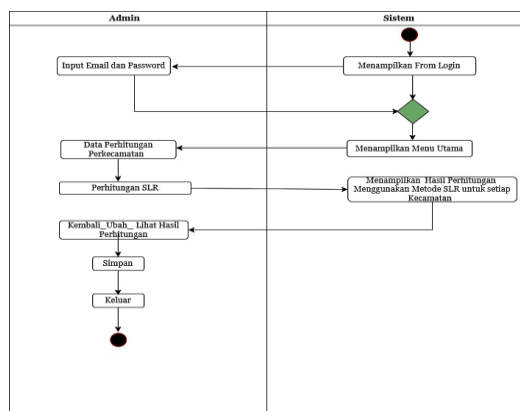 Admin
Sistem
Menampilkan From Login
Input Email dan Password
Menampilkan Menu Utama
Data Perhitungan
Perkecamatan
Perhitungan SLR
Menampilkan Hasil Perhitungan
Menggunakan Metode SLR untuk setiap
Kecamatan
Kembali_Ubah_ Lihat Hasil
Perhitungan
Simpan
Keluar